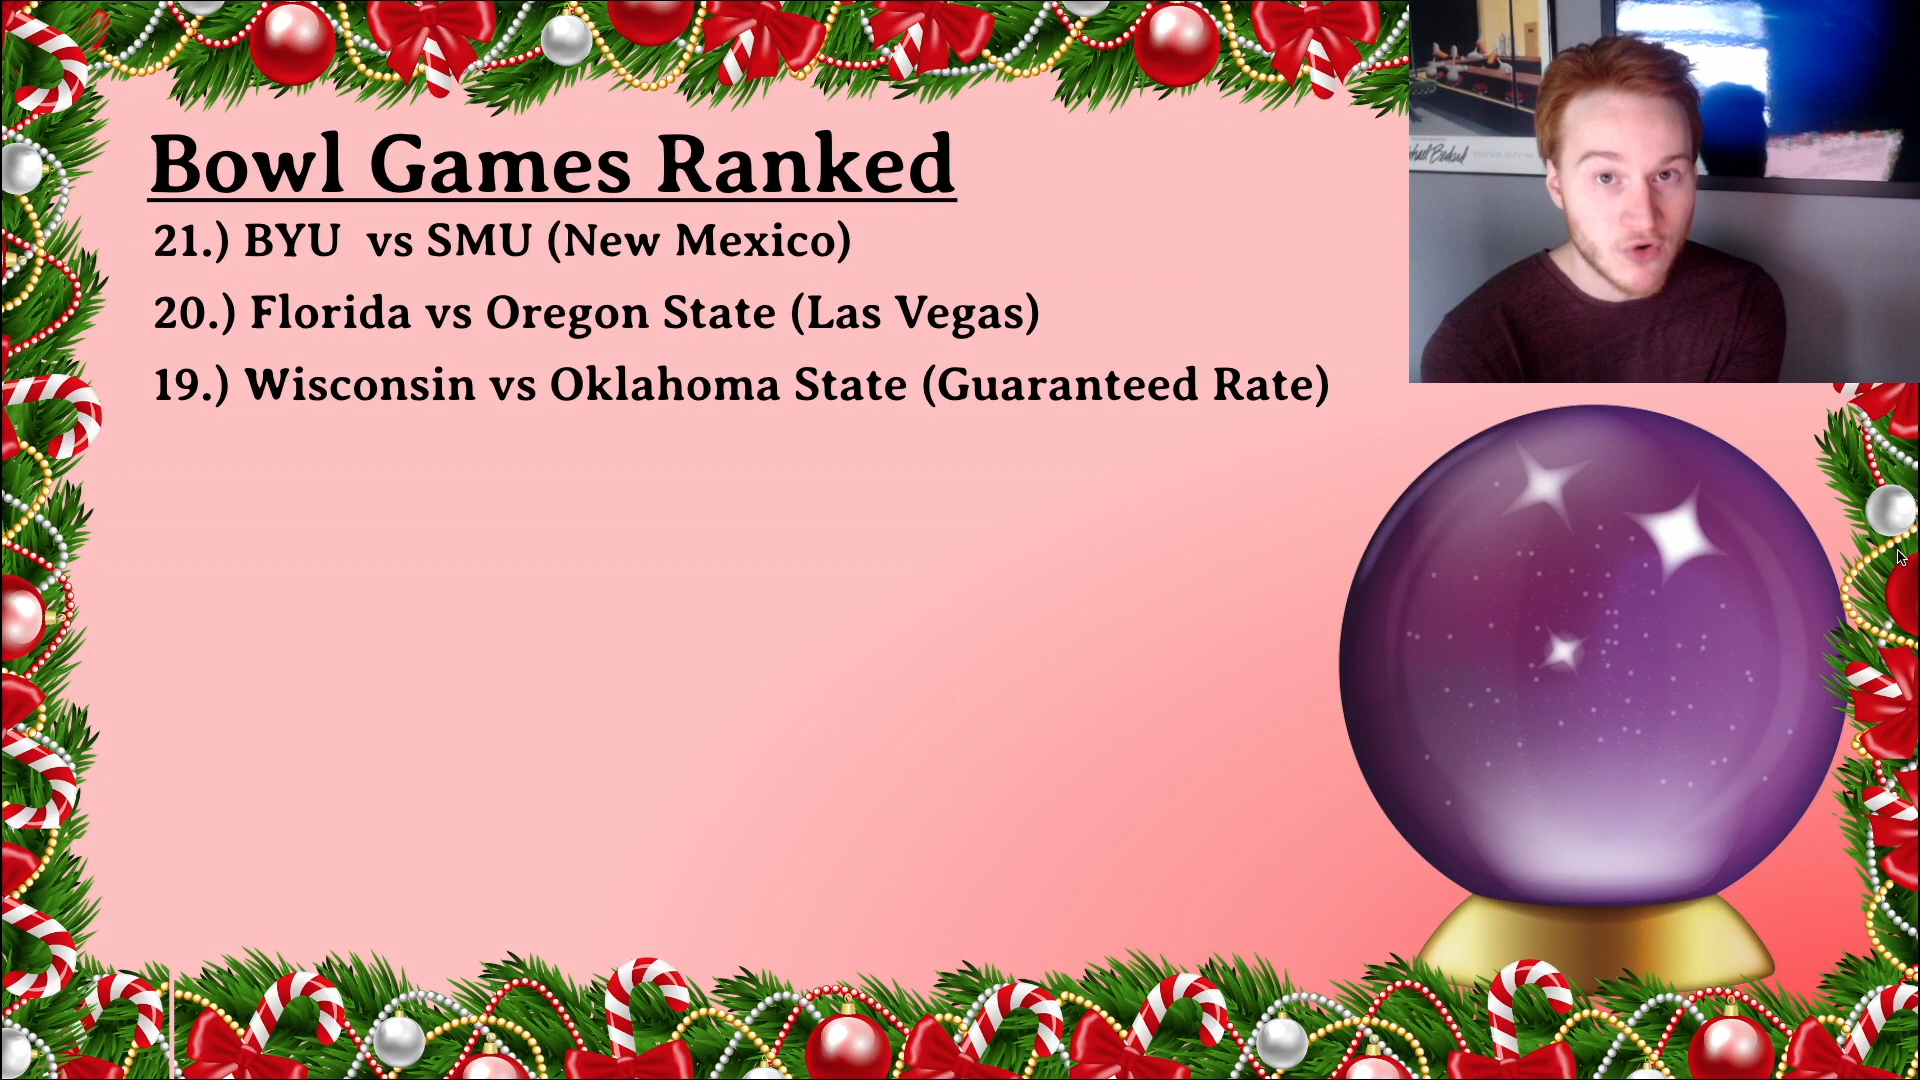 Bowl Games Ranked
21.) BYU vs SMU (New Mexico)
20.) Florida vs Oregon State (Las Vegas)
19.) Wisconsin vs Oklahoma State (Guaranteed Rate)